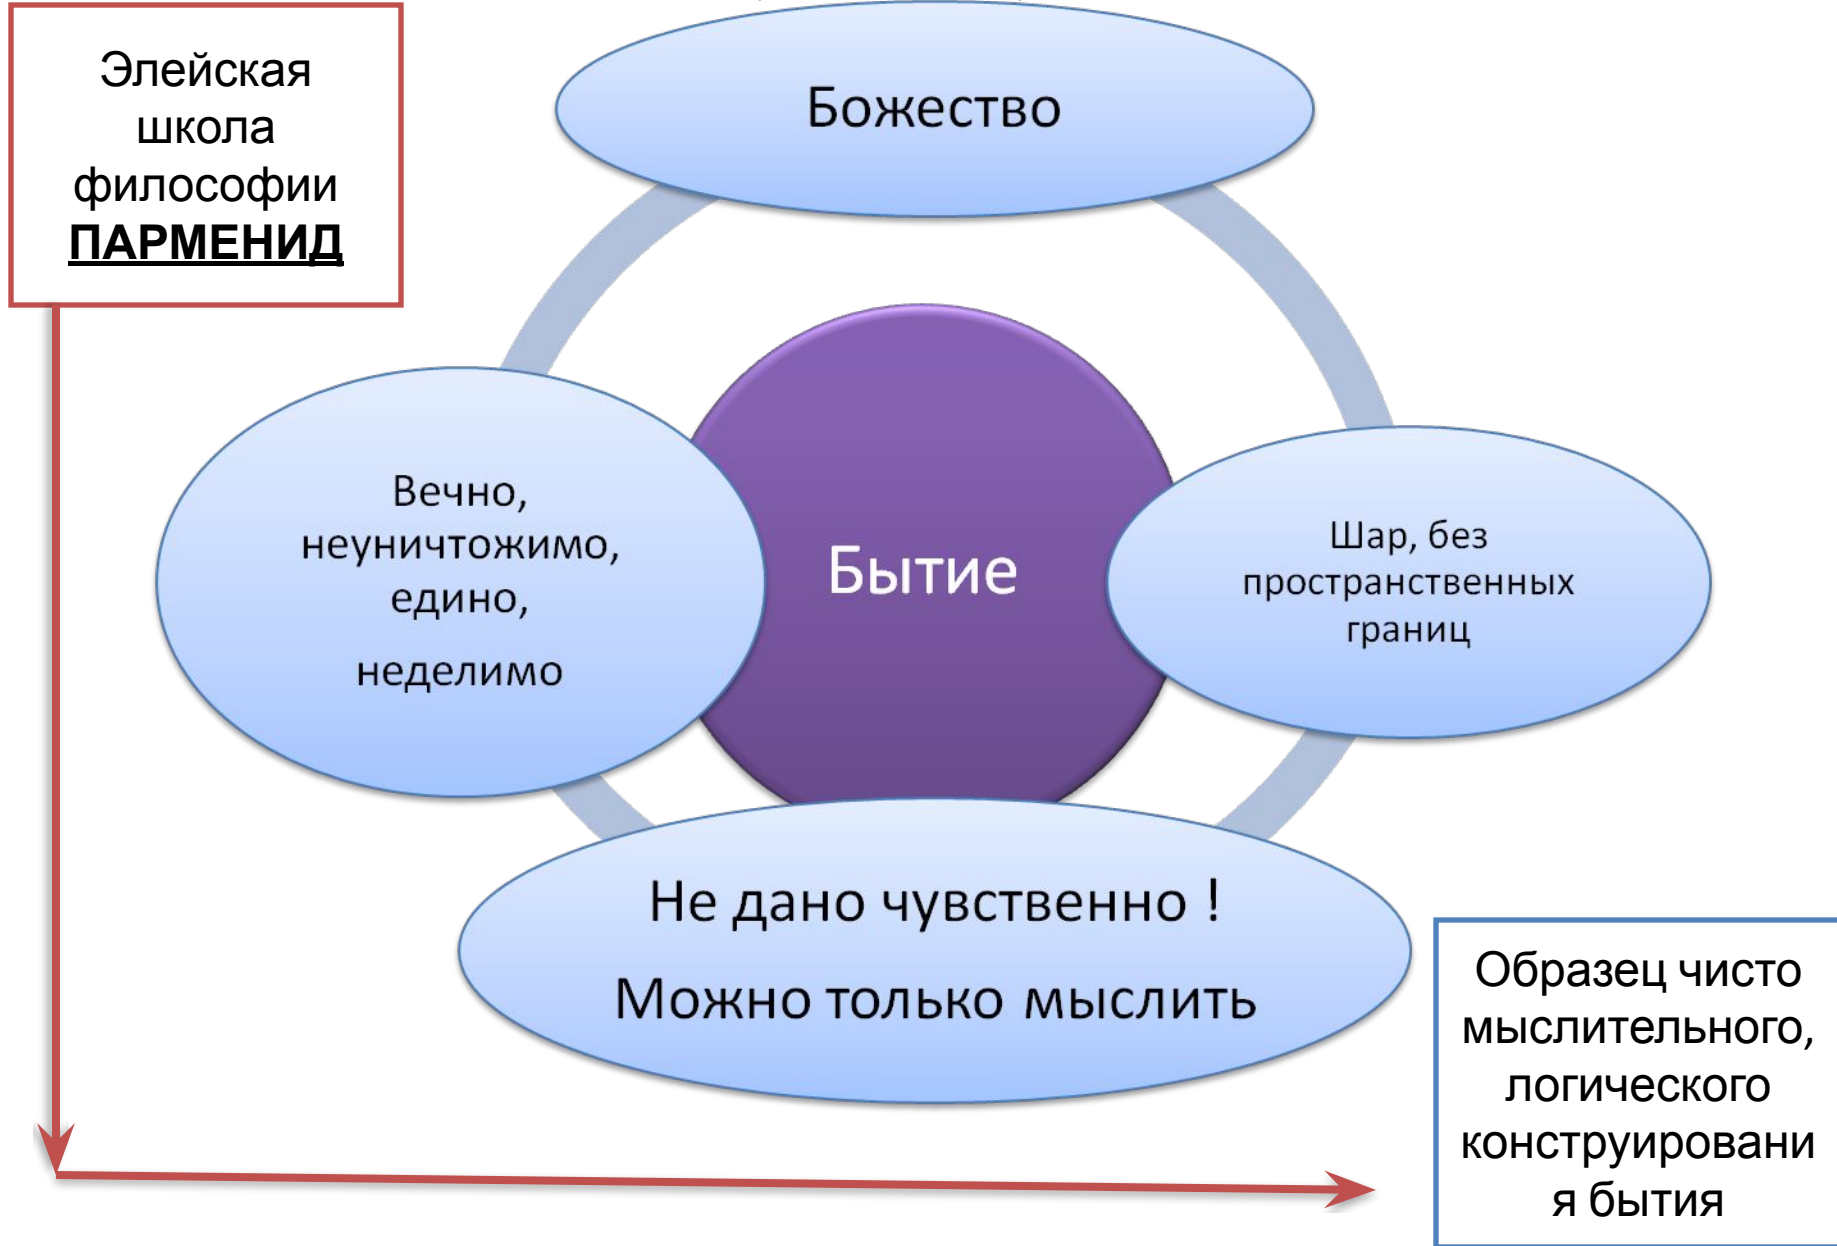 Элейская
школа
философии
ПАРМЕНИД
Божество
Вечно,
неуничтожимо,
едино,
неделимо
Бытие
Шар, без
пространственных
границ
Не дано чувственно !
Можно только мыслить
Образец чисто
мыслительного,
логического
конструировани
я бытия